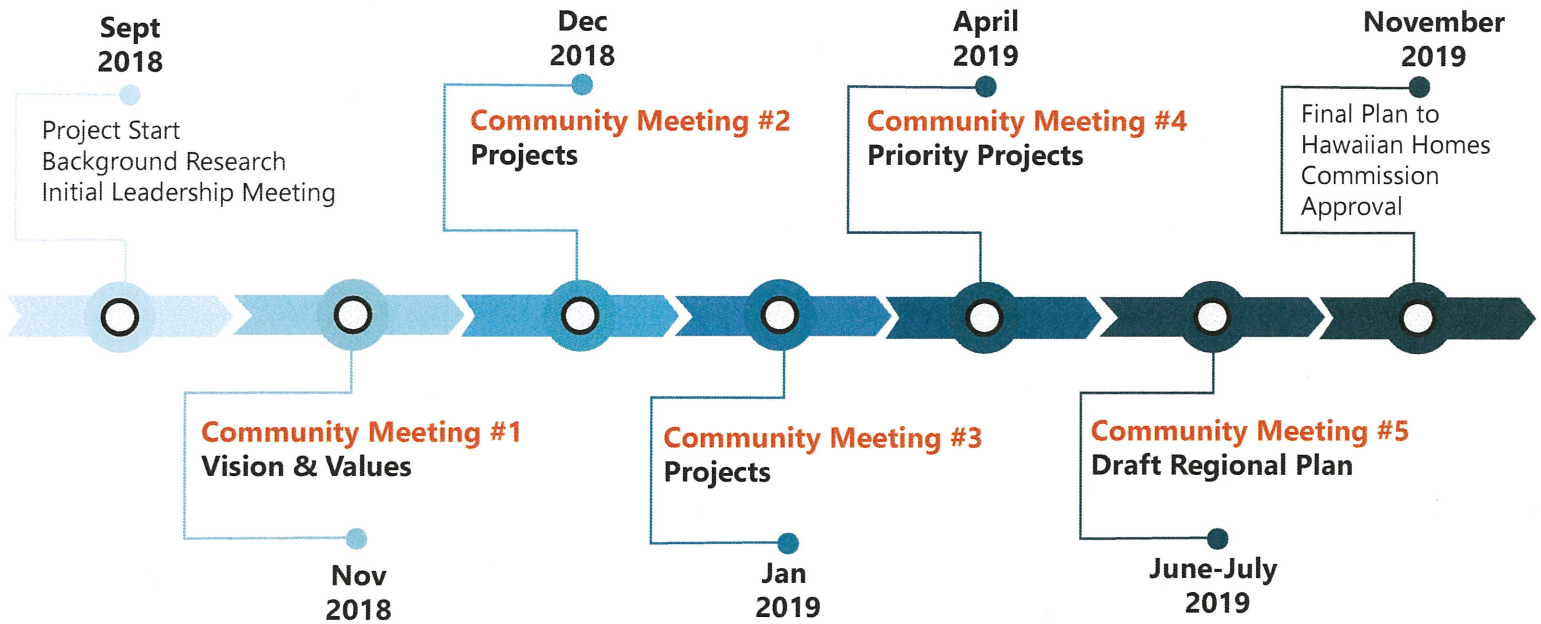 Sept
2018
Project Start
Background Research
Initial Leadership Meeting
Community Meeting #1
Vision & Values
Nov
2018
Dec
2018
Community Meeting #2
Projects
Community Meeting #3
Projects
Jan
2019
April
2019
Community Meeting #4
Priority Projects
Community Meeting #5
Draft Regional Plan
June-July
2019
November
2019
Final Plan to
Hawaiian Homes
Commission
Approval